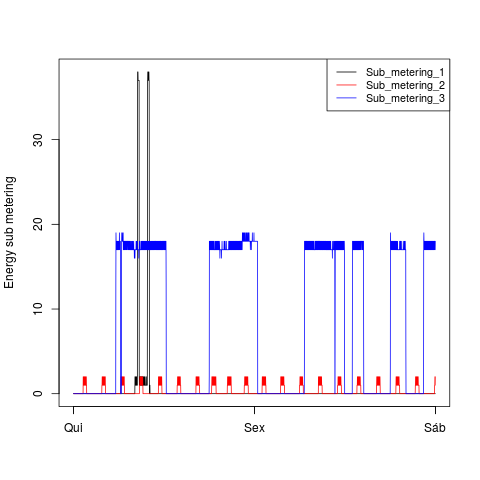 Sub_metering_1
Sub_metering_2
Sub_metering_3
Energy sub metering
30
20
10
0
Qui
Sex
Sáb